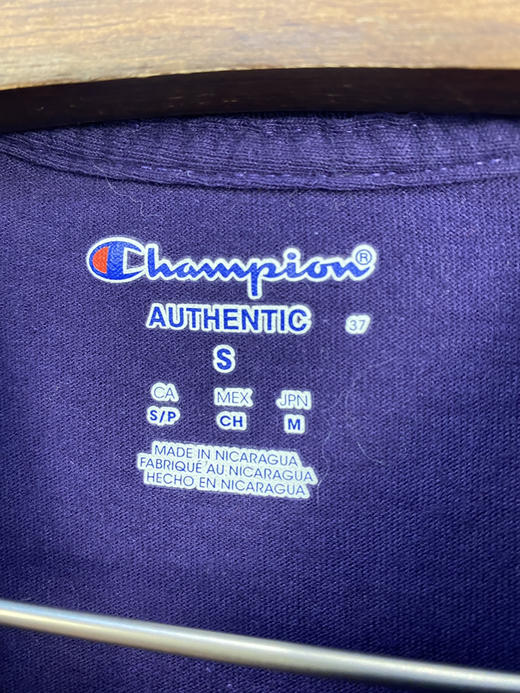 Champion®
AUTHENTIC 37
S
CA MEX JPN
S/P CH M
MADE IN NICARAGUA
FABRIQUÉ AU NICARAGUA
HECHO EN NICARAGUA